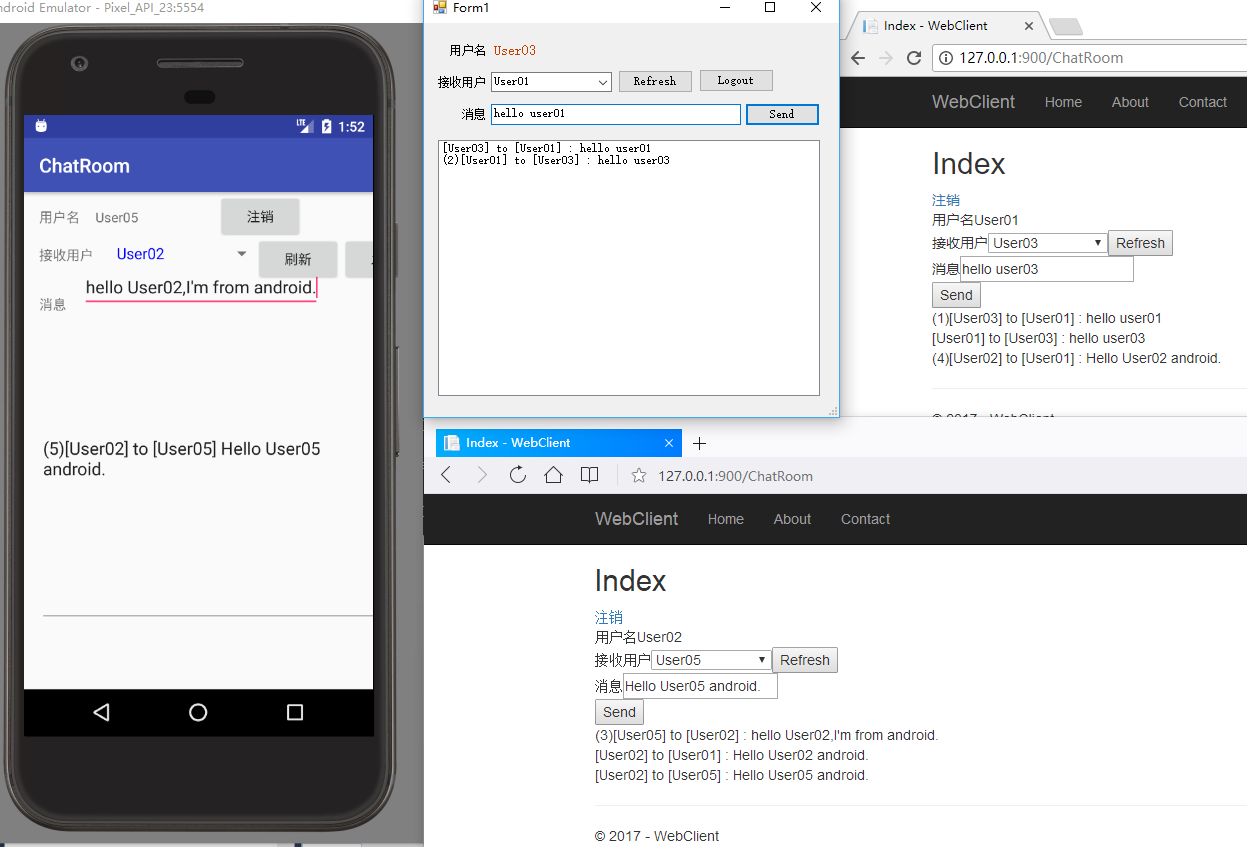 ndroid Emulator - Pixel_API_23:5554
LTE 1:52
ChatRoom
用户名 User05 注销
接收用户 User02 刷新
消息 hello User02,I'm from android.
(5)[User02] to [User05] Hello User05
android.
Form1
用户名 User03
接收用户 User01 Refresh Logout
消息 hello user01 Send
[User03] to [User01] : hello user01
(2)[User01] to [User03] : hello user03
Index - WebClient
127.0.0.1:900/ChatRoom
WebClient Home About Contact
Index
注销
用户名User01
接收用户 User03 Refresh
消息 hello user03
Send
(1)[User03] to [User01] : hello user01
[User01] to [User03] : hello user03
(4)[User02] to [User01] : Hello User02 android.
© 2017 - WebClient
Index - WebClient
127.0.0.1:900/ChatRoom
WebClient Home About Contact
Index
注销
用户名User02
接收用户 User05 Refresh
消息 Hello User05 android.
Send
(3)[User05] to [User02] : hello User02,I'm from android.
[User02] to [User01] : Hello User02 android.
[User02] to [User05] : Hello User05 android.
© 2017 - WebClient